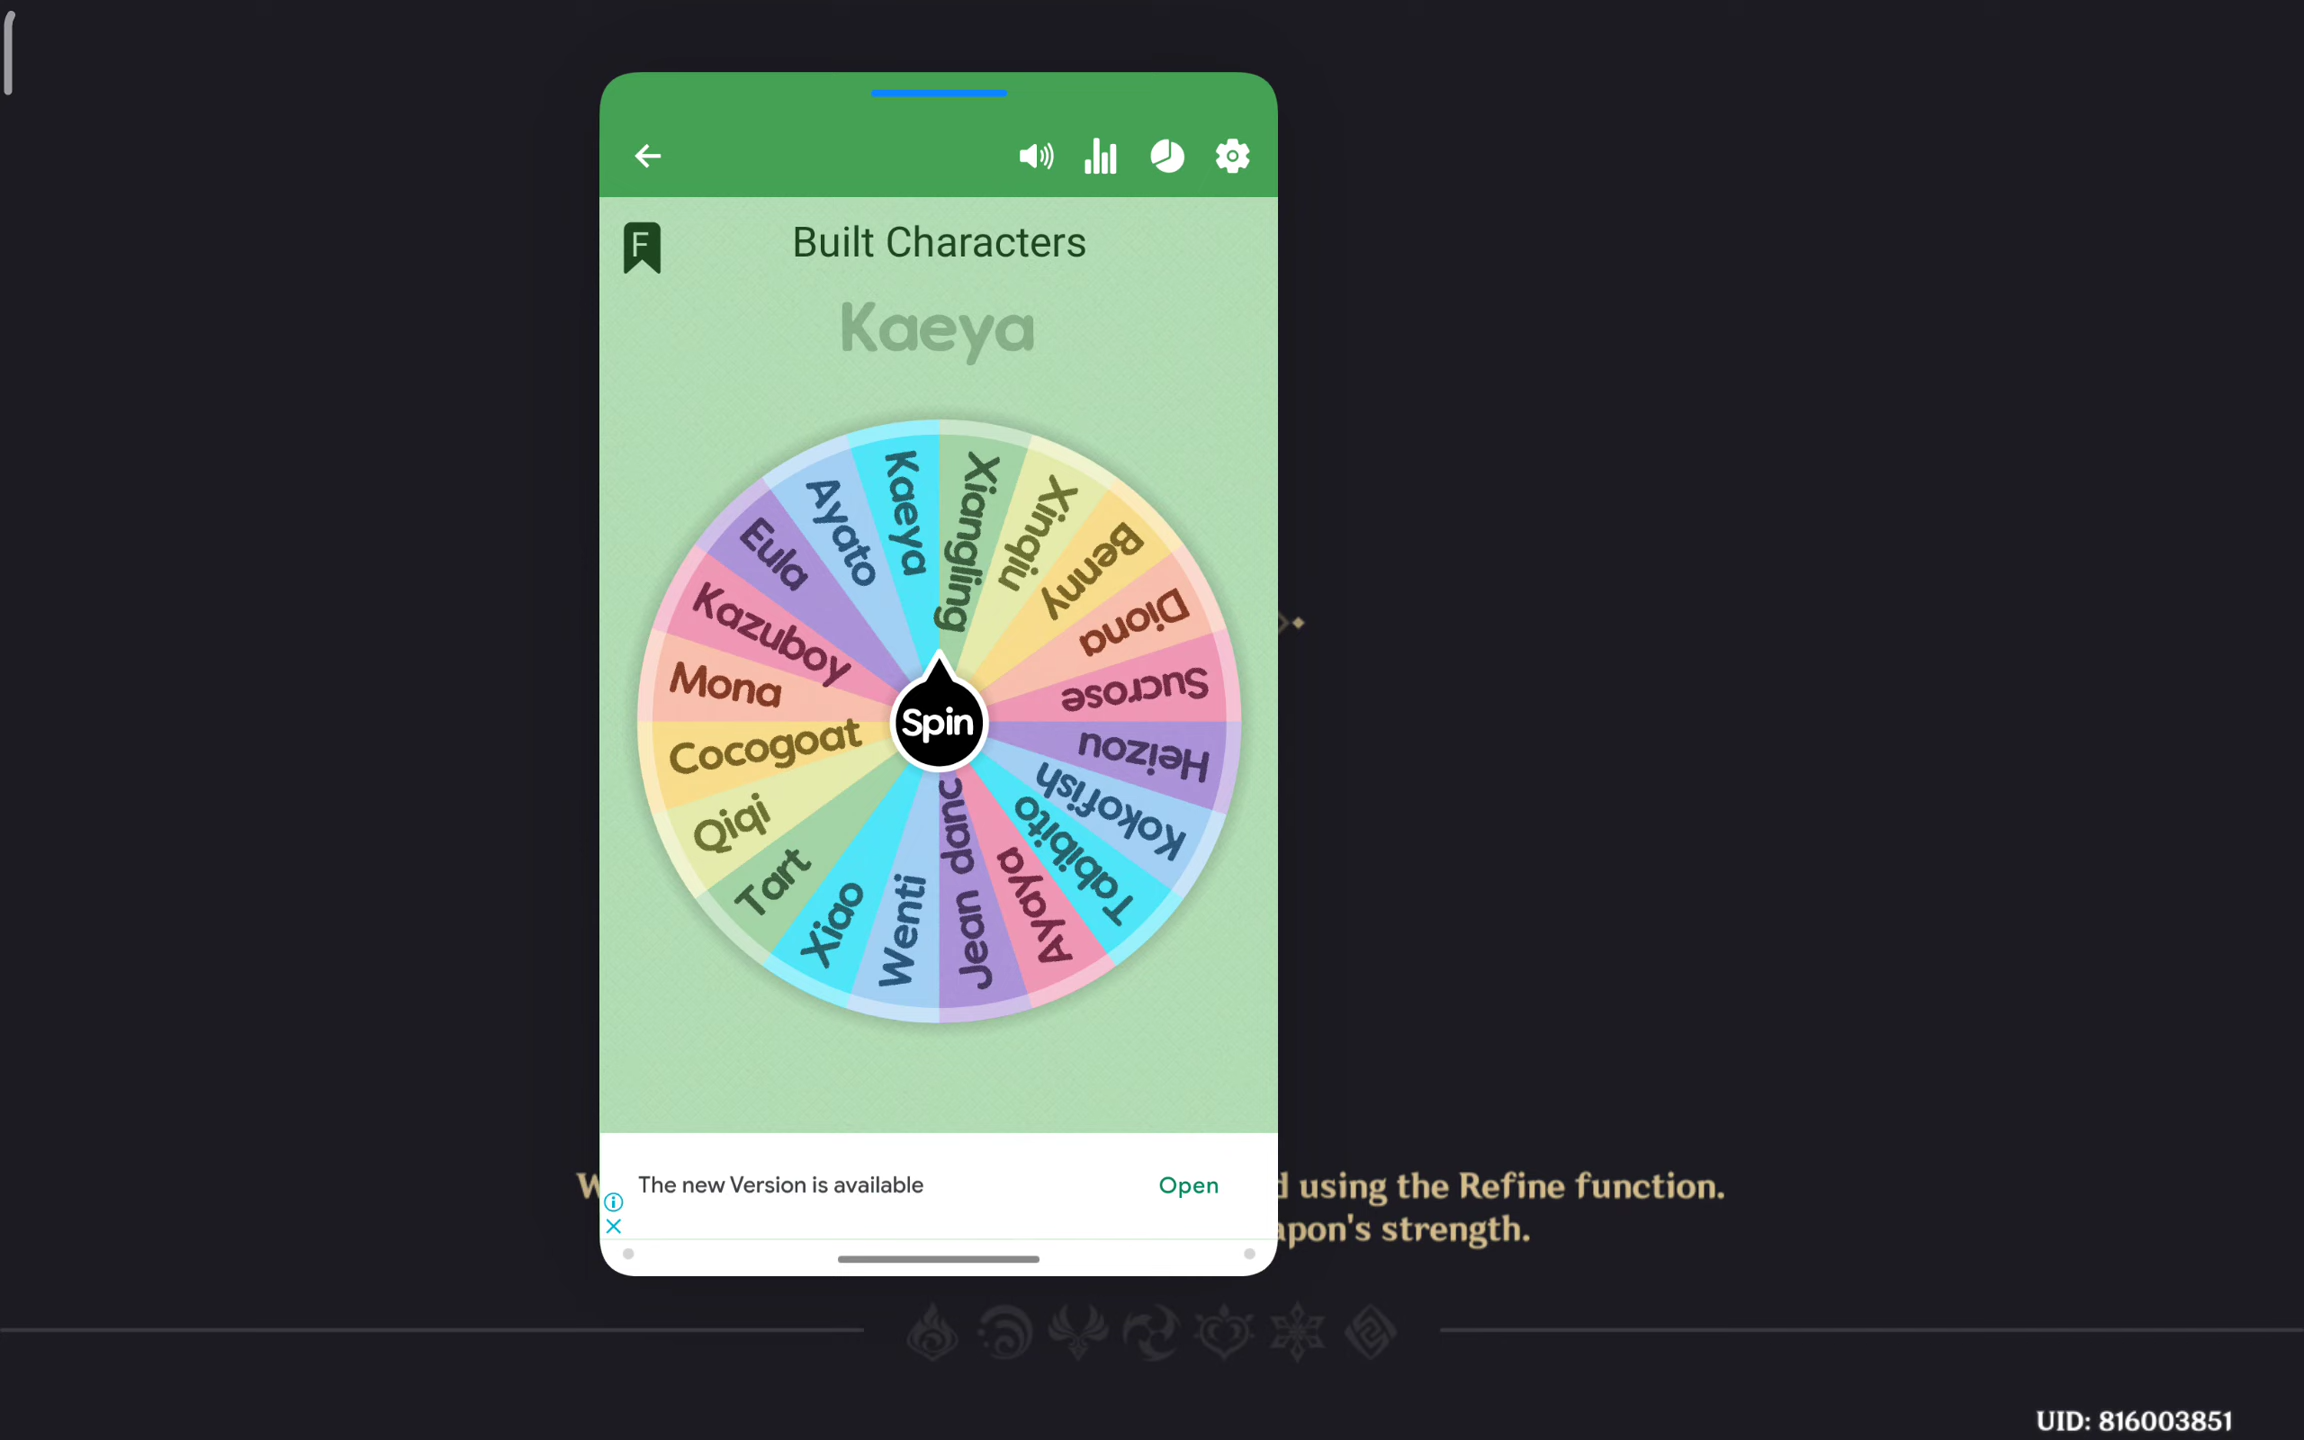 F
Built Characters
Kaeya
Kaeya
Xiangling
Xinqiu
Benny
Diona
Sucrose
Heizou
Kokofish
Tabibito
Ayaya
Jean danc
Wenti
Xiao
Tart
Qiqi
Cocogoat
Mona
Kazuboy
Eula
Ayato
Spin
The new Version is available
Open
using the Refine function.
strength.
UID: 816003851